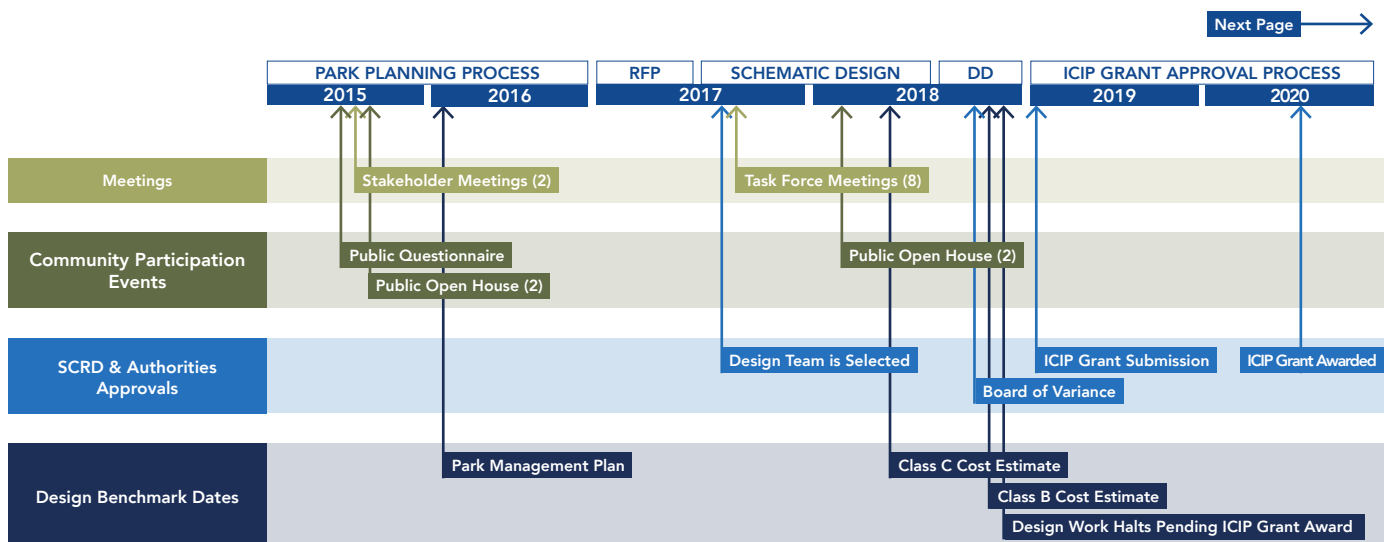 Next Page
PARK PLANNING PROCESS
RFP
SCHEMATIC DESIGN
DD
ICIP GRANT APPROVAL PROCESS
2015
2016
2017
2018
2019
2020
Meetings
Stakeholder Meetings (2)
Task Force Meetings (8)
Community Participation
Events
Public Questionnaire
Public Open House (2)
Public Open House (2)
SCRD & Authorities
Approvals
Design Team is Selected
ICIP Grant Submission
ICIP Grant Awarded
Board of Variance
Design Benchmark Dates
Park Management Plan
Class C Cost Estimate
Class B Cost Estimate
Design Work Halts Pending ICIP Grant Award